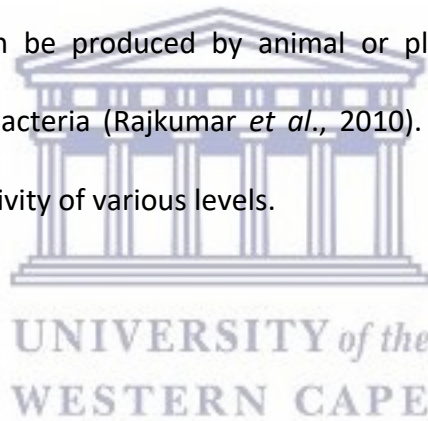 n be produced by animal or pl
acteria (Rajkumar et al., 2010).
ivity of various levels.
UNIVERSITY of the
WESTERN CAPE